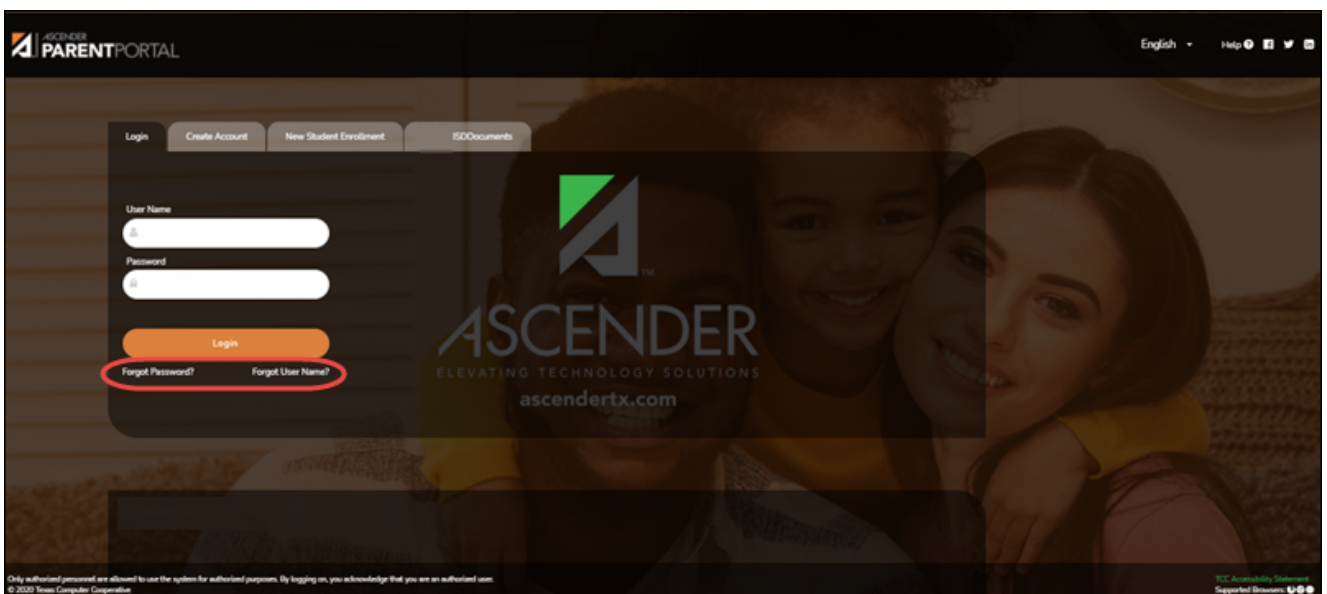 ASCENDER
PARENTPORTAL
English
Help
Login
Create Account
New Student Enrollment
ISDDocuments
User Name
Password
Login
Forgot Password?
Forgot User Name?
TM
ASCENDER
ELEVATING TECHNOLOGY SOLUTIONS
ascendertx.com
Only authorized personnel are allowed to use the system for authorized purposes. By logging on, you acknowledge that you are an authorized user.
© 2020 Texas Computer Cooperative
TCC Accessibility Statement
Supported Browsers: